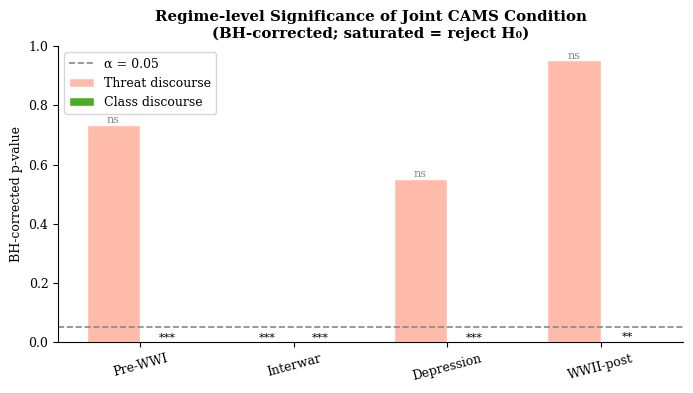 Regime-level Significance of Joint CAMS Condition
(BH-corrected; saturated = reject H₀)
BH-corrected p-value
1.0
0.8
0.6
0.4
0.2
0.0
α = 0.05
Threat discourse
Class discourse
ns
***
***
***
ns
***
ns
**
Pre-WWI
Interwar
Depression
WWII-post